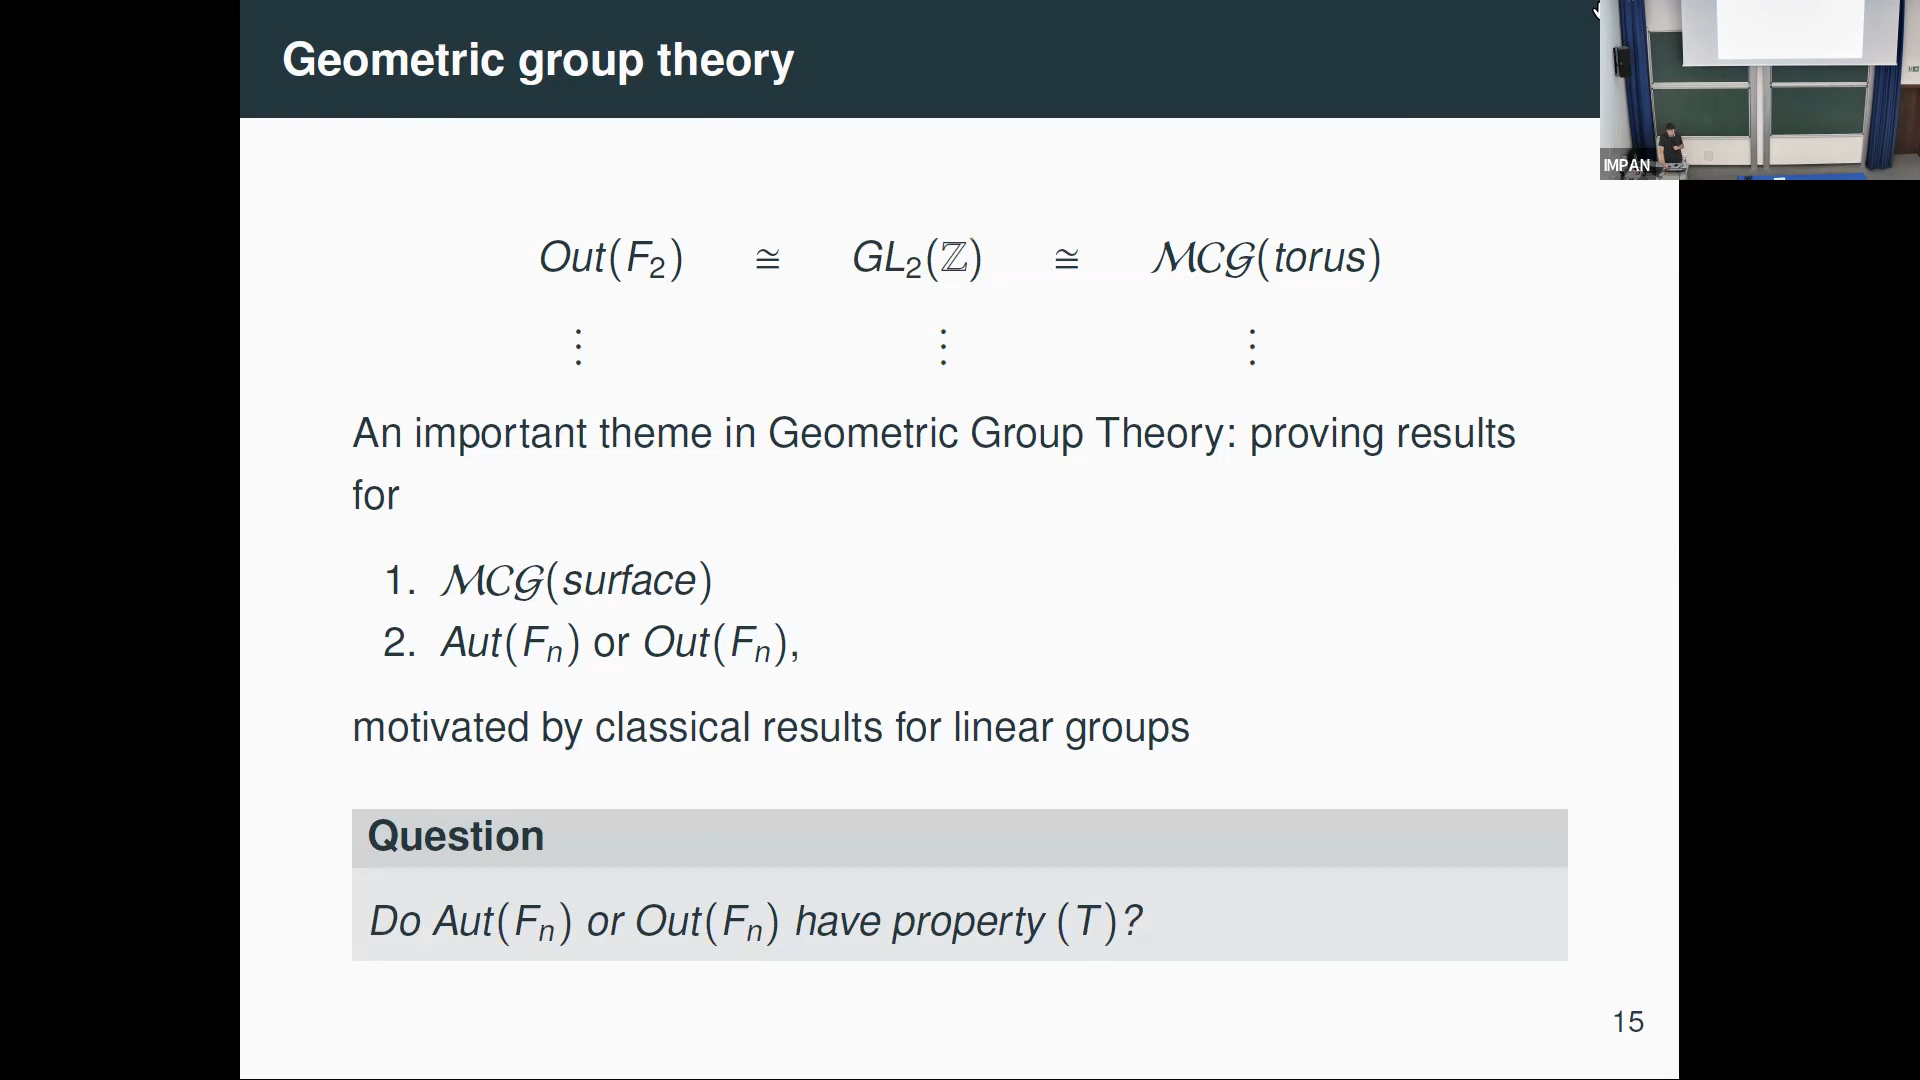 Geometric group theory
IMPAN
Out(F₂) ≅ GL₂(ℤ) ≅ ℳ𝒞𝒢(torus)
⋮ ⋮ ⋮
An important theme in Geometric Group Theory: proving results
for
1. ℳ𝒞𝒢(surface)
2. Aut(Fₙ) or Out(Fₙ),
motivated by classical results for linear groups
Question
Do Aut(Fₙ) or Out(Fₙ) have property (T)?
15